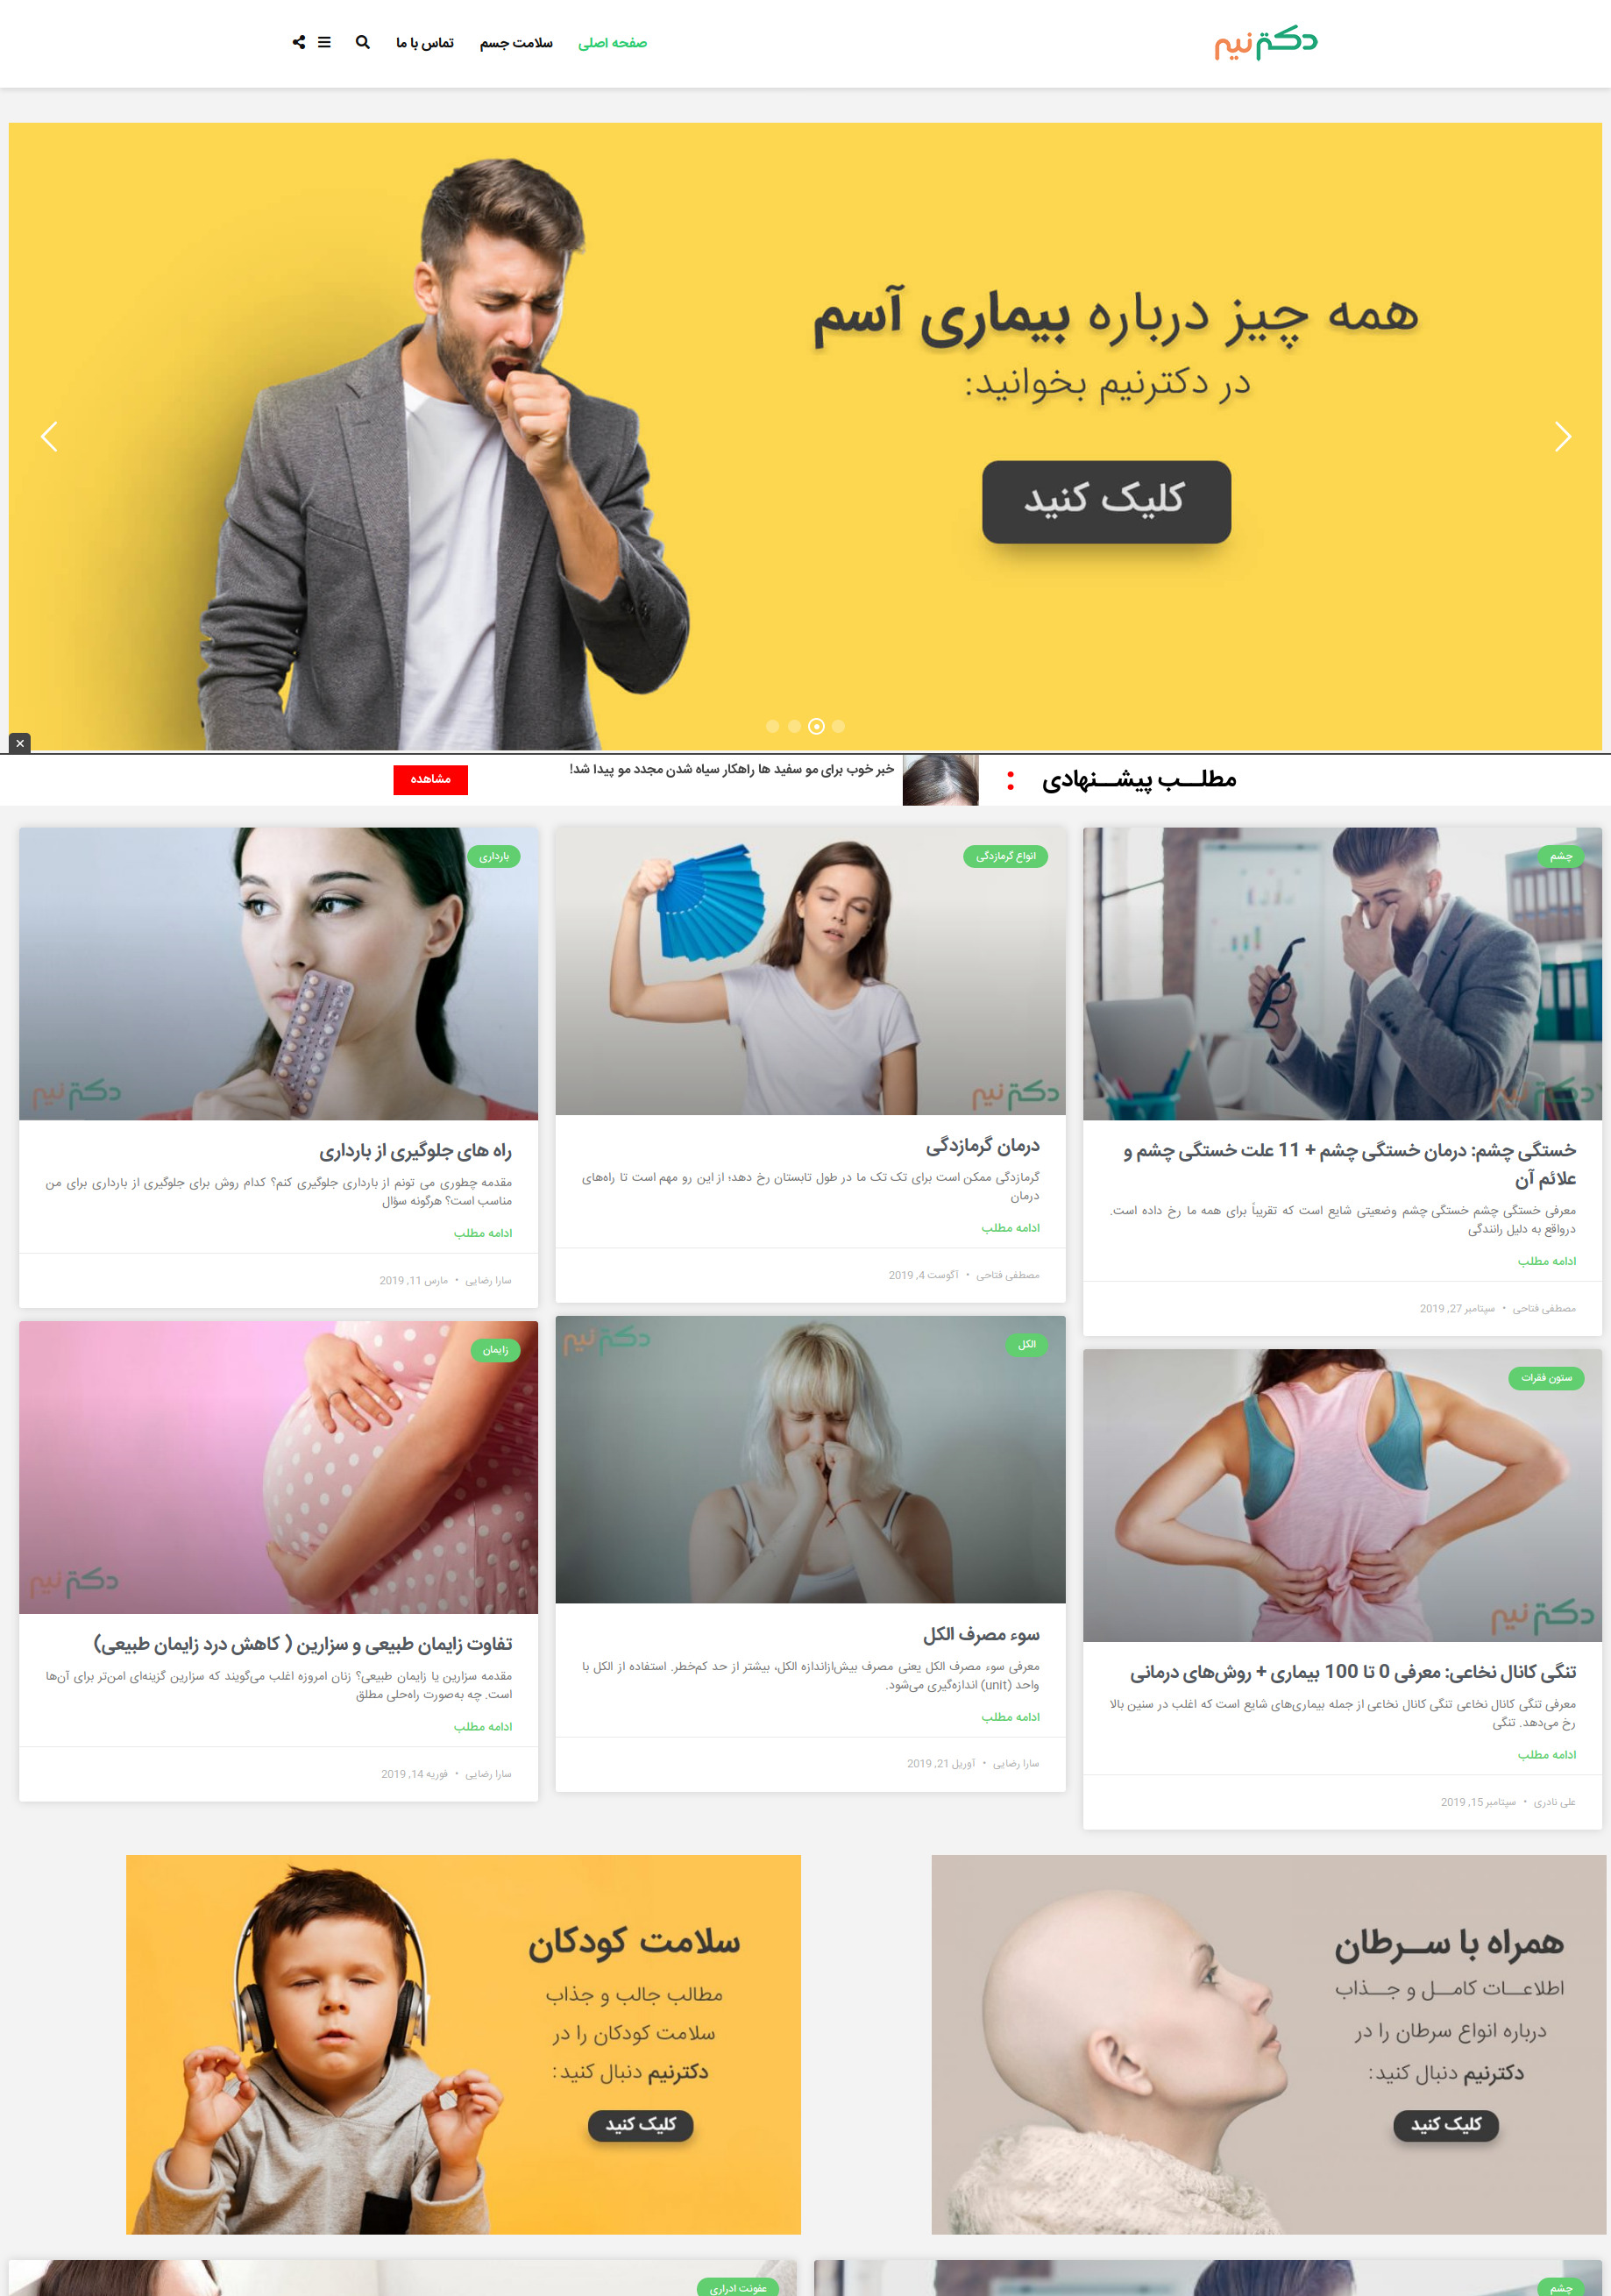 دکترنیم
صفحه اصلی
سلامت جسم
تماس با ما
همه چیز درباره بیماری آسم
در دکترنیم بخوانید:
کلیک کنید
مطلــب پیشــنهادی :
خبر خوب برای مو سفید ها راهکار سیاه شدن مجدد مو پیدا شد!
مشاهده
چشم
دکترنیم
خستگی چشم: درمان خستگی چشم + 11 علت خستگی چشم و
علائم آن
معرفی خستگی چشم خستگی چشم وضعیتی شایع است که تقریباً برای همه ما رخ داده است.
درواقع به دلیل رانندگی
ادامه مطلب
مصطفی فتاحی • سپتامبر 27, 2019
انواع گرمازدگی
دکترنیم
درمان گرمازدگی
گرمازدگی ممکن است برای تک تک ما در طول تابستان رخ دهد؛ از این رو مهم است تا راه‌های
درمان
ادامه مطلب
مصطفی فتاحی • آگوست 4, 2019
بارداری
دکترنیم
راه های جلوگیری از بارداری
مقدمه چطوری می تونم از بارداری جلوگیری کنم؟ کدام روش برای جلوگیری از بارداری برای من
مناسب است؟ هرگونه سؤال
ادامه مطلب
سارا رضایی • مارس 11, 2019
ستون فقرات
دکترنیم
تنگی کانال نخاعی: معرفی 0 تا 100 بیماری + روش‌های درمانی
معرفی تنگی کانال نخاعی تنگی کانال نخاعی از جمله بیماری‌های شایع است که اغلب در سنین بالا
رخ می‌دهد. تنگی
ادامه مطلب
علی نادری • سپتامبر 15, 2019
الکل
دکترنیم
سوء مصرف الکل
معرفی سوء مصرف الکل یعنی مصرف بیش‌ازاندازه الکل، بیشتر از حد کم‌خطر. استفاده از الکل با
واحد (unit) اندازه‌گیری می‌شود.
ادامه مطلب
سارا رضایی • آوریل 21, 2019
زایمان
دکترنیم
تفاوت زایمان طبیعی و سزارین ( کاهش درد زایمان طبیعی)
مقدمه سزارین یا زایمان طبیعی؟ زنان امروزه اغلب می‌گویند که سزارین گزینه‌ای امن‌تر برای آن‌ها
است. چه به‌صورت راه‌حلی مطلق
ادامه مطلب
سارا رضایی • فوریه 14, 2019
همراه با ســرطان
اطلاعــات کامــل و جــذاب
درباره انواع سرطان را در
دکترنیم دنبال کنید:
کلیک کنید
سلامت کودکان
مطالب جالب و جذاب
سلامت کودکان را در
دکترنیم دنبال کنید:
کلیک کنید
چشم
عفونت ادراری